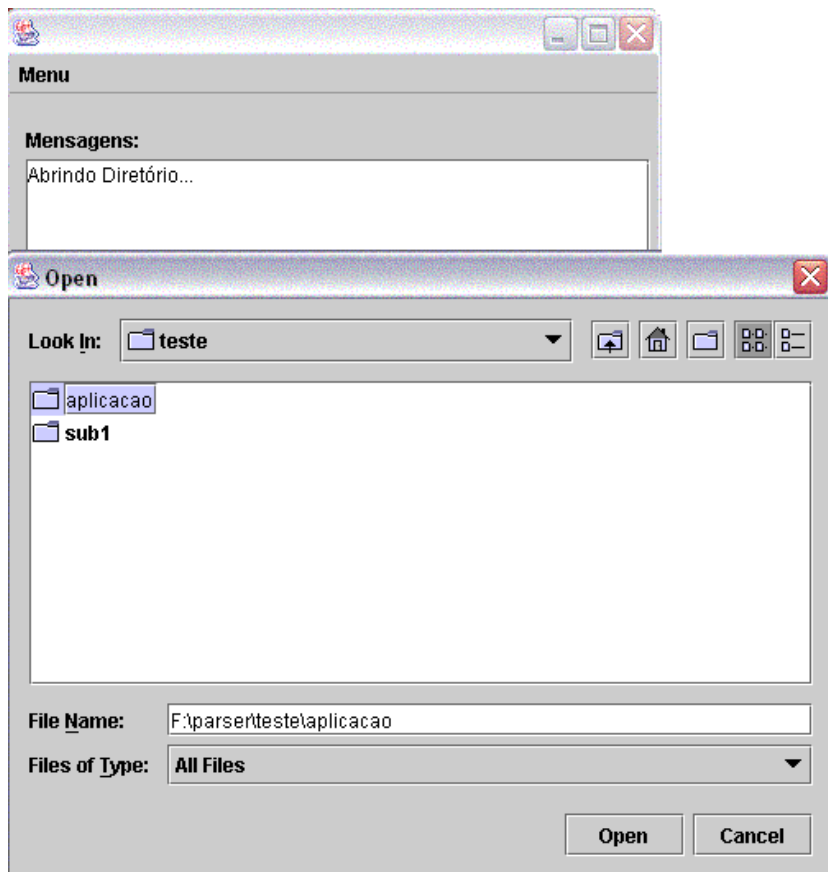 Menu
Mensagens:
Abrindo Diretório...
Open
Look In: teste
aplicacao
sub1
File Name: F:\parser\teste\aplicacao
Files of Type: All Files
Open Cancel